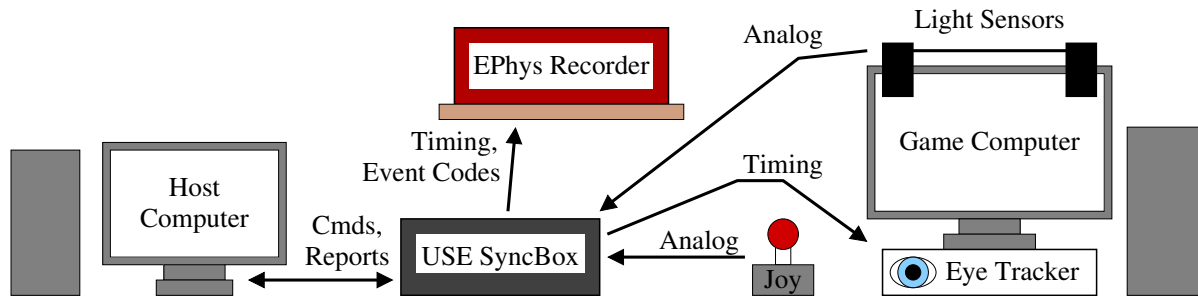 Light Sensors
Analog
EPhys Recorder
Timing,
Event Codes
Game Computer
Host
Computer
Timing
Cmds,
Reports
USE SyncBox
Analog
Joy
Eye Tracker